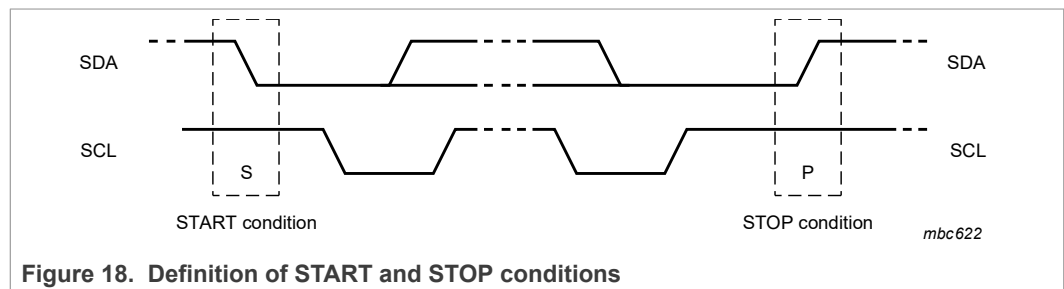 SDA
SDA
SCL
SCL
S
P
START condition
STOP condition
mbc622
Figure 18. Definition of START and STOP conditions